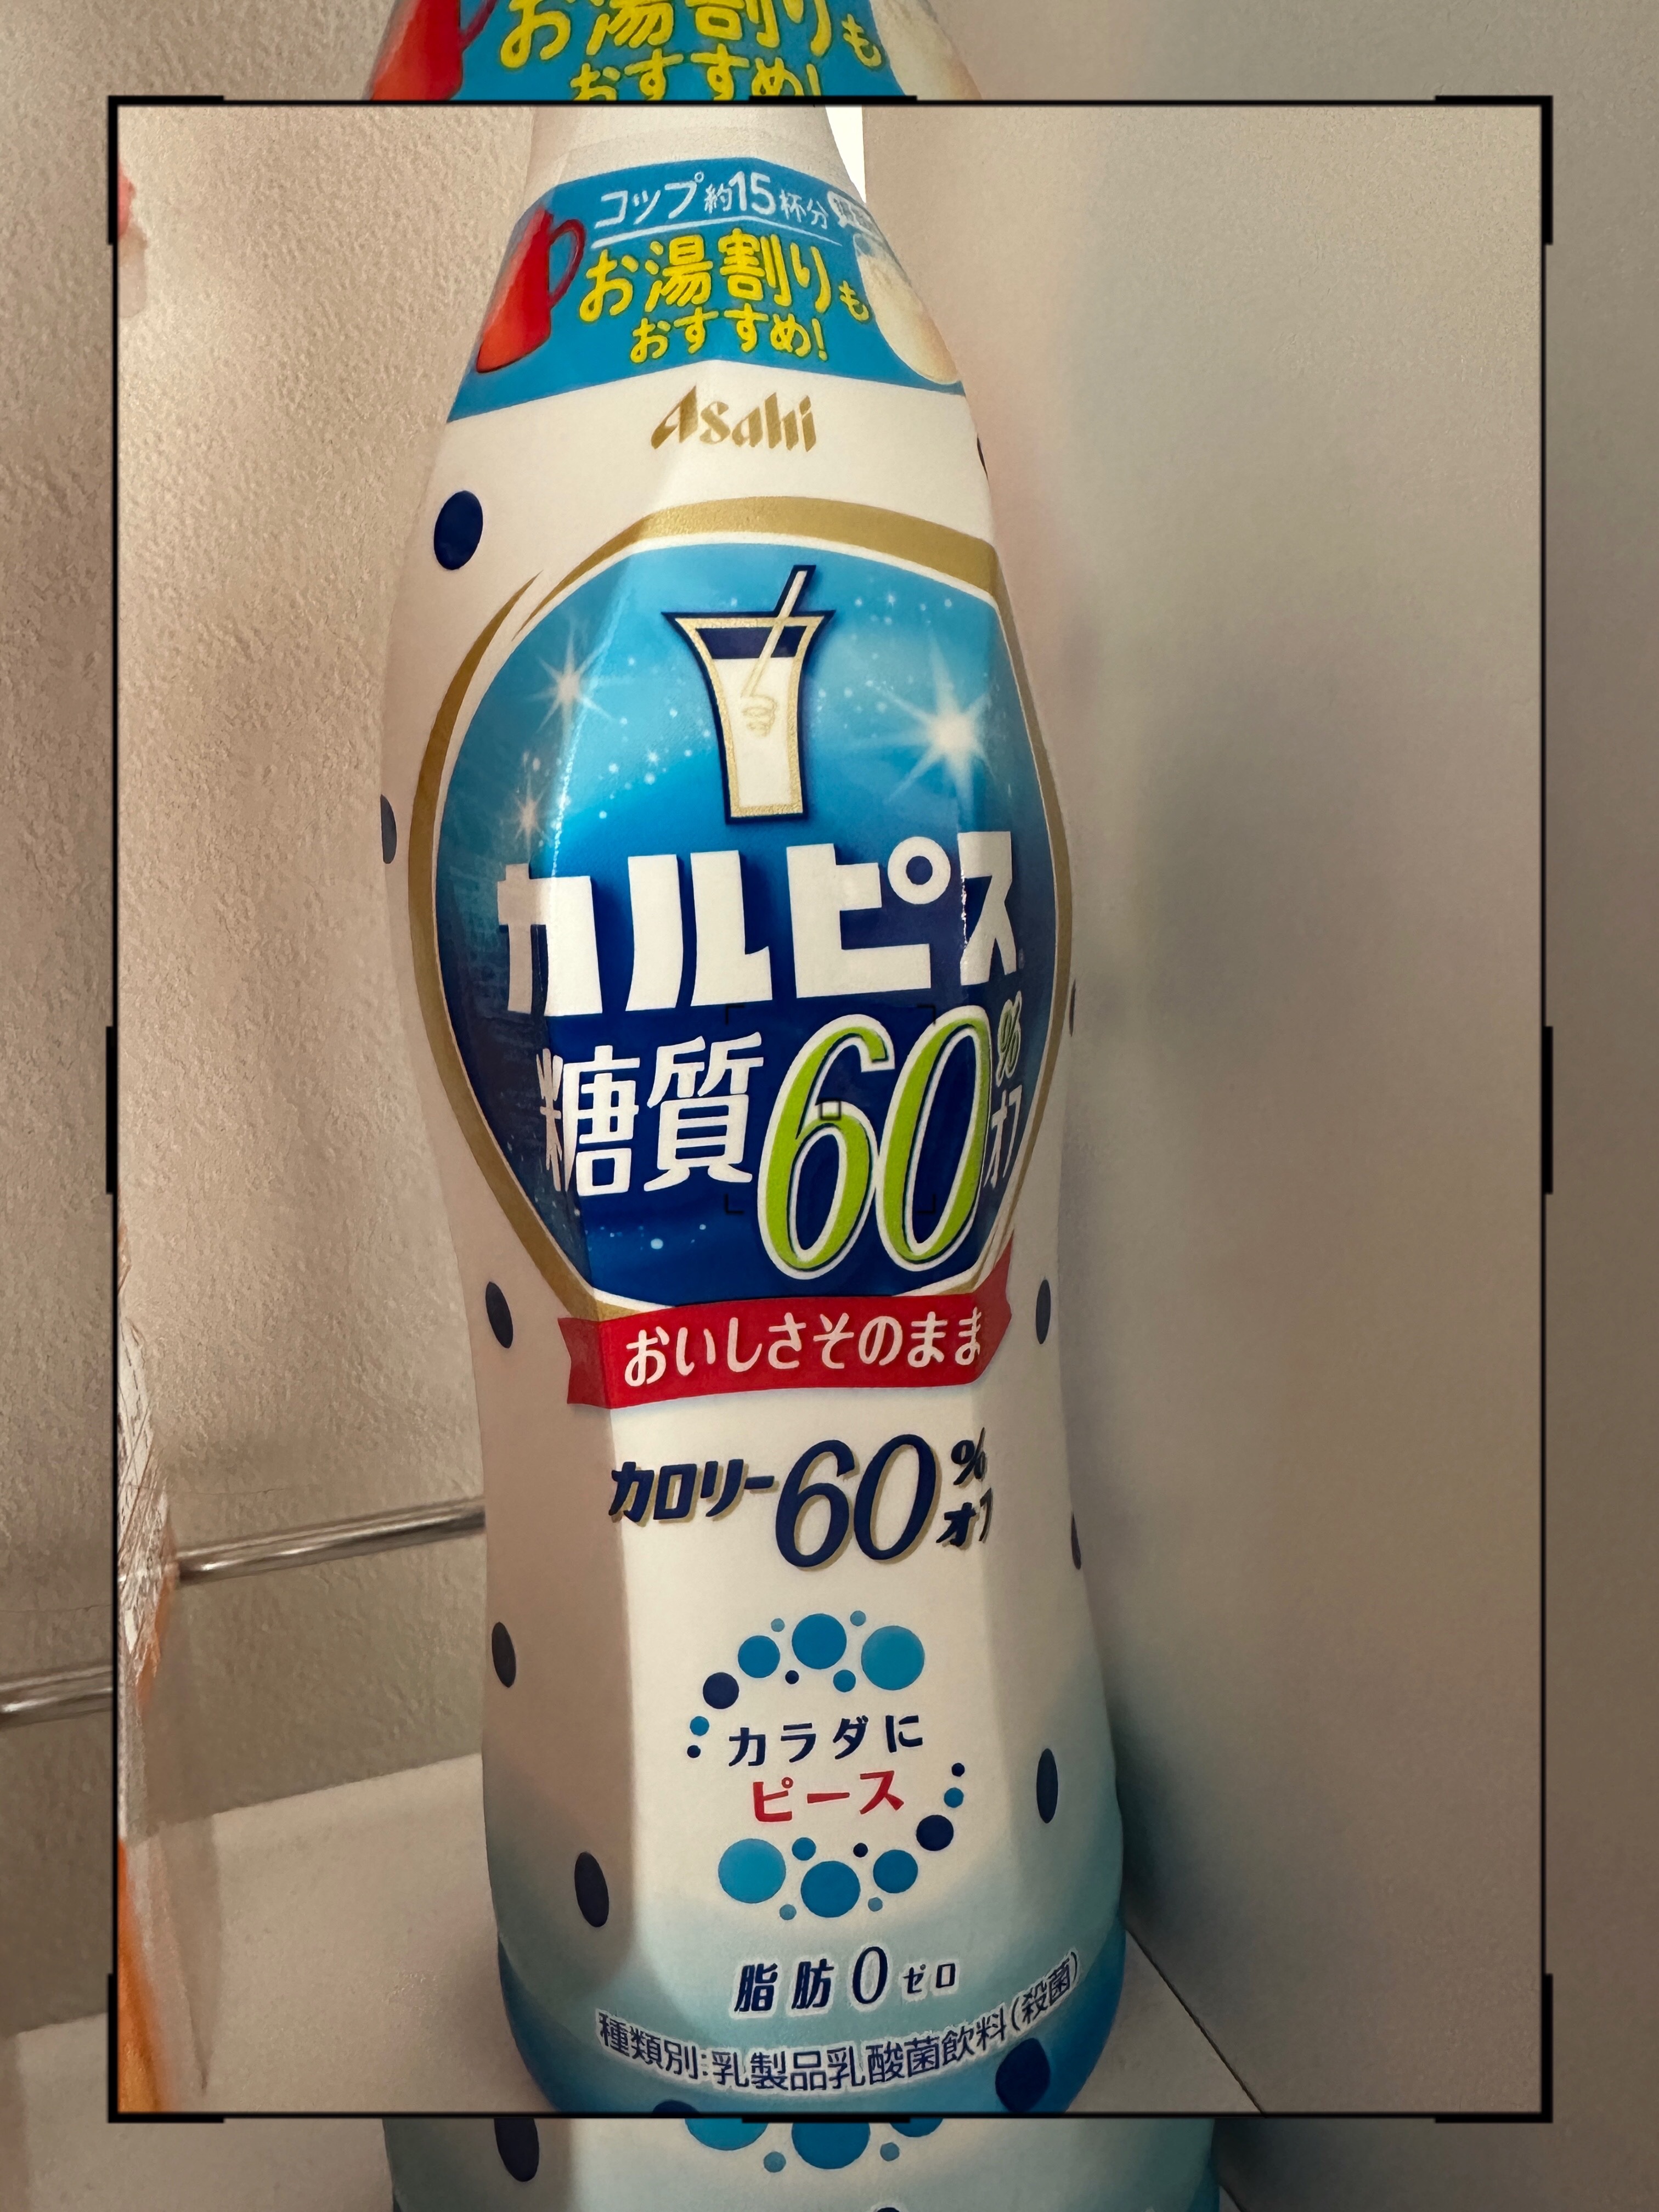 お湯割りも
おすすめ!
コップ約15杯分
お湯割りも
おすすめ!
Asahi
カルピス
糖質60%オフ
おいしさそのまま
カロリー60%オフ
カラダに
ピース
脂肪0ゼロ
種類別:乳製品乳酸菌飲料(殺菌)